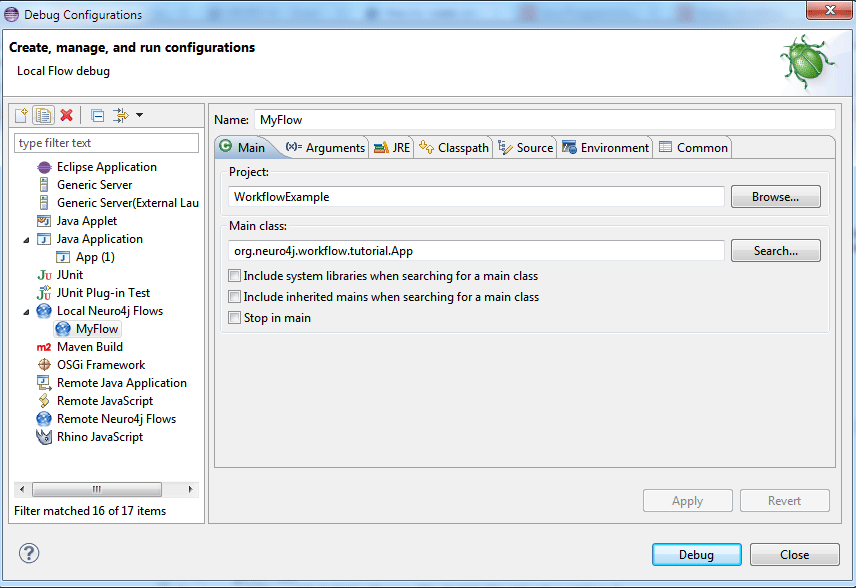 Debug Configurations
Create, manage, and run configurations
Local Flow debug
type filter text
Eclipse Application
Generic Server
Generic Server(External Lau
Java Applet
Java Application
App (1)
Ju JUnit
JUnit Plug-in Test
Local Neuro4j Flows
MyFlow
m2 Maven Build
OSGi Framework
Remote Java Application
Remote JavaScript
Remote Neuro4j Flows
Rhino JavaScript
Filter matched 16 of 17 items
Name: MyFlow
Main (x)= Arguments JRE Classpath Source Environment Common
Project:
WorkflowExample Browse...
Main class:
org.neuro4j.workflow.tutorial.App Search...
Include system libraries when searching for a main class
Include inherited mains when searching for a main class
Stop in main
Apply Revert
? Debug Close